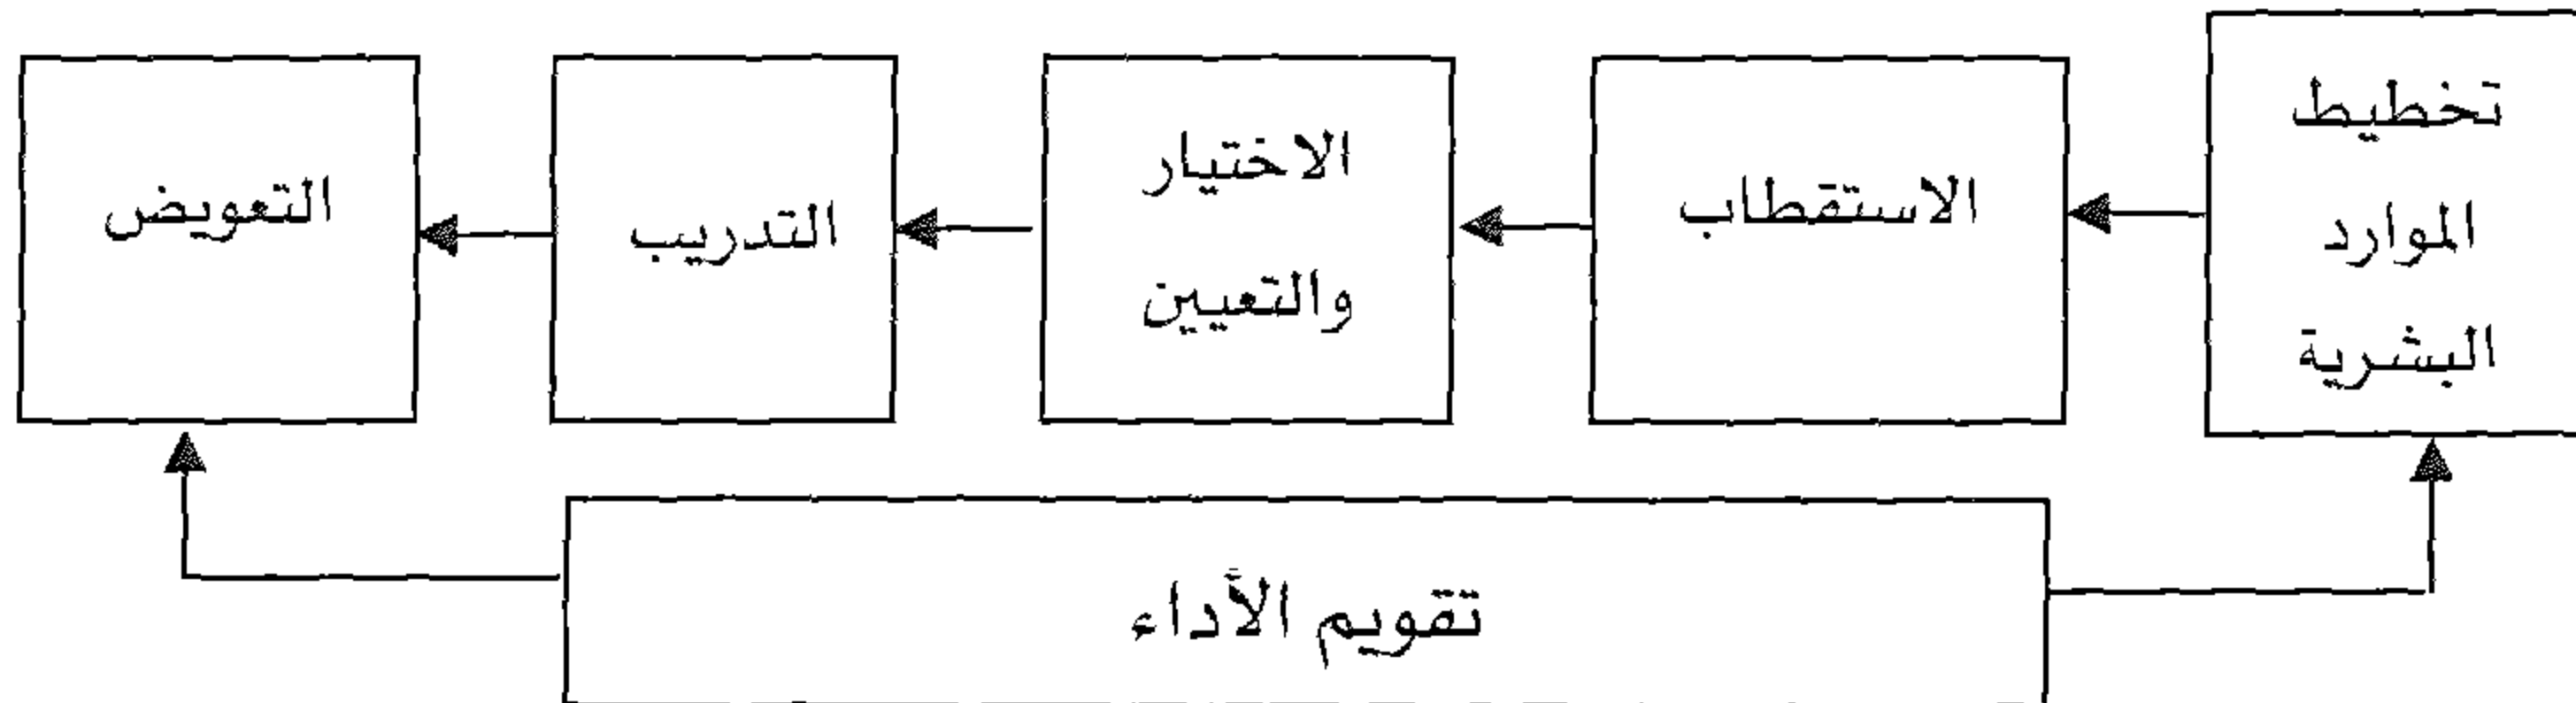 تخطيط
الموارد
البشرية
الاستقطاب
الاختيار
والتعيين
التدريب
التعويض
تقويم الأداء